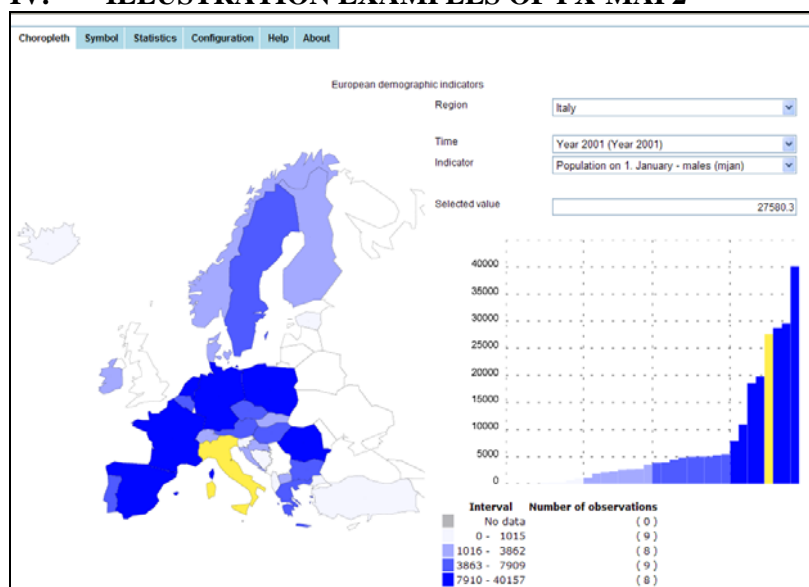 IV. ILLUSTRATION EXAMPLES OF PX-MAP2
Choropleth Symbol Statistics Configuration Help About
European demographic indicators
Region Italy
Time Year 2001 (Year 2001)
Indicator Population on 1. January - males (mjan)
Selected value 27580.3
40000
35000
30000
25000
20000
15000
10000
5000
0
Interval Number of observations
No data ( 0 )
0 - 1015 ( 9 )
1016 - 3862 ( 8 )
3863 - 7909 ( 9 )
7910 - 40157 ( 8 )